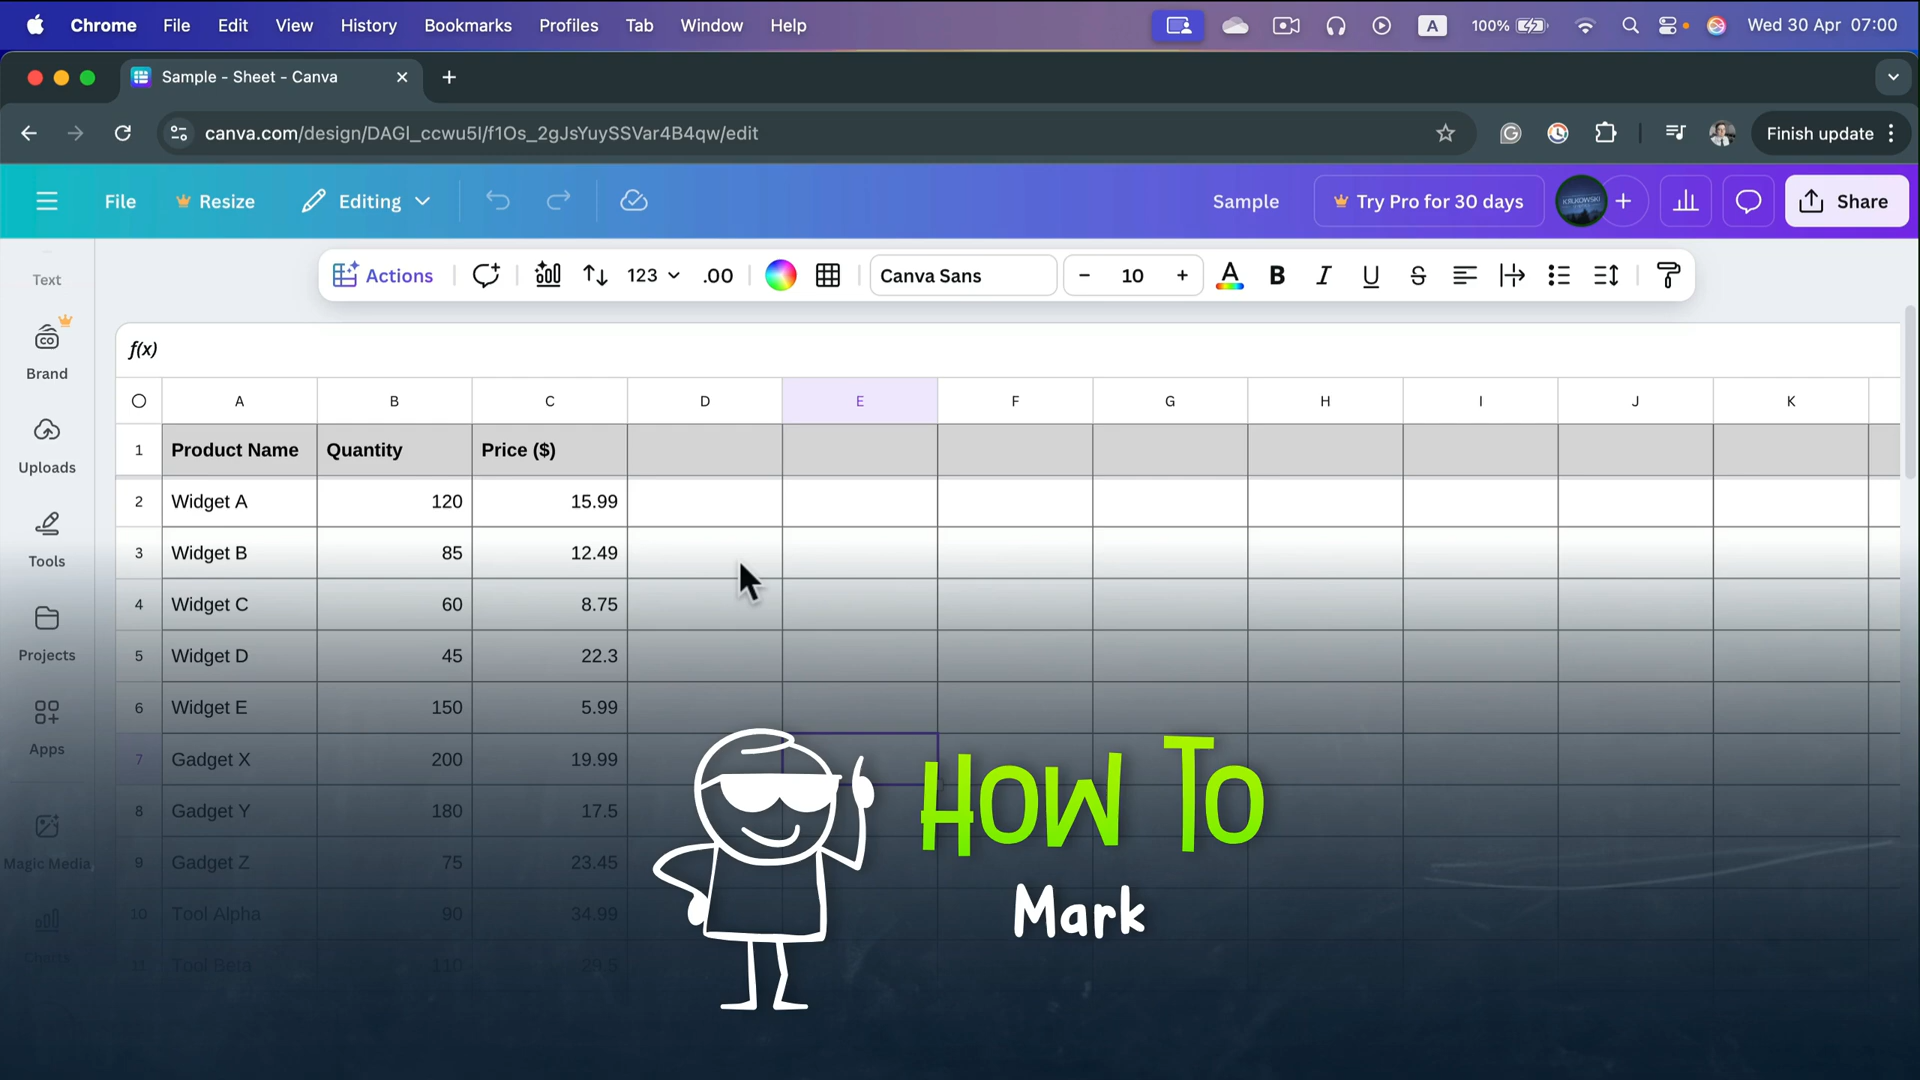 Chrome File Edit View History Bookmarks Profiles Tab Window Help A 100% Wed 30 Apr 07:00
Sample - Sheet - Canva
canva.com/design/DAGl_ccwu5I/f1Os_2gJsYuySSVar4B4qw/edit Finish update
File Resize Editing Sample Try Pro for 30 days Share
Text
Brand
Uploads
Tools
Projects
Apps
Magic Media
Charts
Actions 123 .00 Canva Sans - 10 + A B I U S
f(x)
A B C D E F G H I J K
1 Product Name Quantity Price ($)
2 Widget A 120 15.99
3 Widget B 85 12.49
4 Widget C 60 8.75
5 Widget D 45 22.3
6 Widget E 150 5.99
7 Gadget X 200 19.99
8 Gadget Y 180 17.5
9 Gadget Z 75 23.45
10 Tool Alpha 90 34.99
11 Tool Beta 110 29.5
How To
Mark